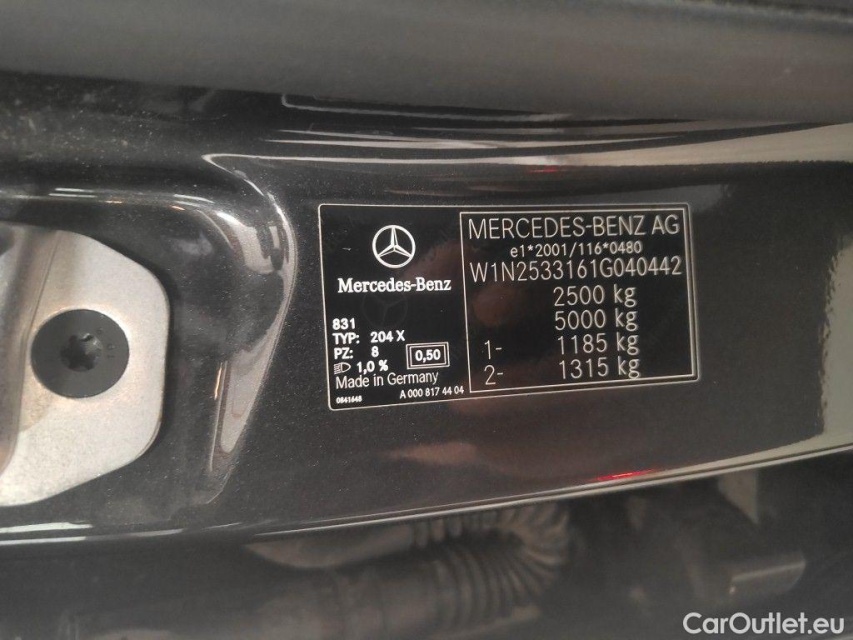 MERCEDES-BENZ AG
e1*2001/116*0480
W1N2533161G040442
2500 kg
5000 kg
1- 1185 kg
2- 1315 kg
Mercedes-Benz
831
TYP: 204 X
PZ: 8
0,50
1,0 %
Made in Germany
0841648
A 000 817 44 04
CarOutlet.eu